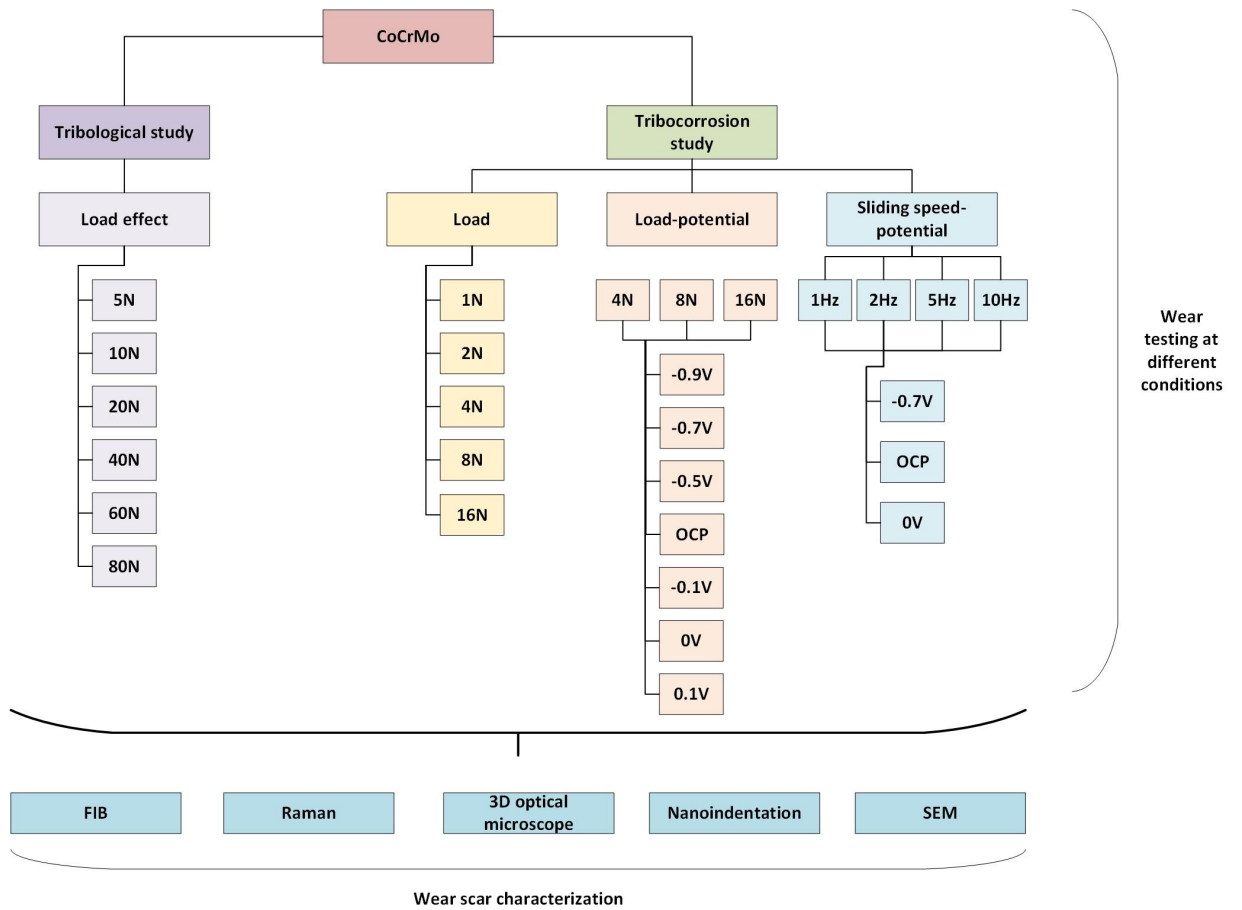 CoCrMo
Tribological study
Tribocorrosion
study
Load effect
Load
Load-potential
Sliding speed-
potential
5N
10N
20N
40N
60N
80N
1N
2N
4N
8N
16N
4N
8N
16N
-0.9V
-0.7V
-0.5V
OCP
-0.1V
0V
0.1V
1Hz
2Hz
5Hz
10Hz
-0.7V
OCP
0V
Wear
testing at
different
conditions
FIB
Raman
3D optical
microscope
Nanoindentation
SEM
Wear scar characterization